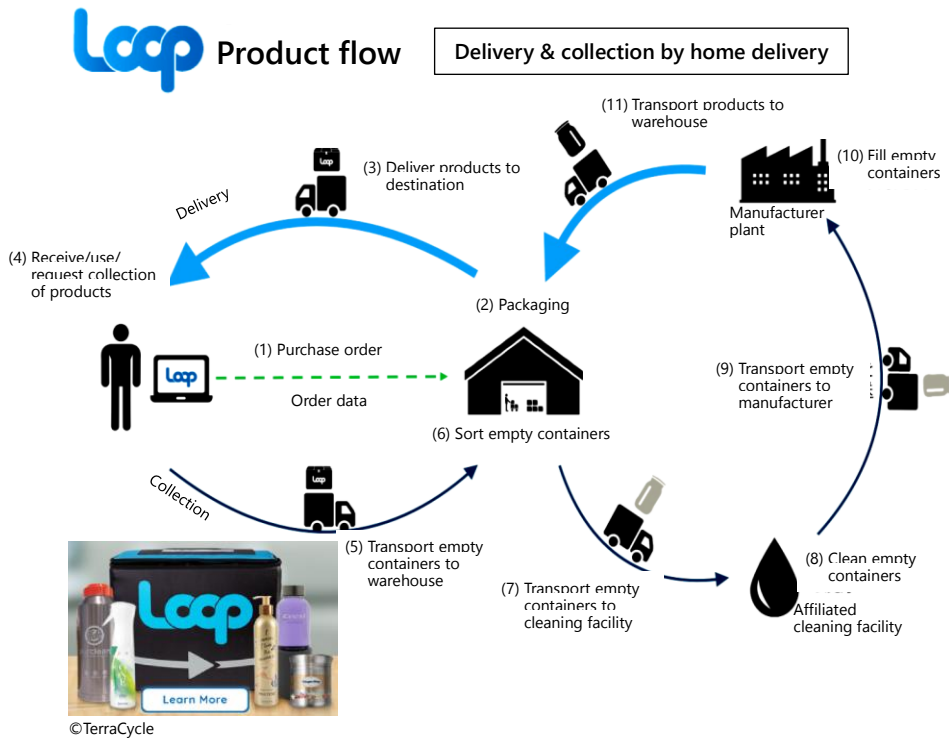 Loop Product flow
Delivery & collection by home delivery
(11) Transport products to
warehouse
(10) Fill empty
containers
Manufacturer
plant
(3) Deliver products to
destination
Loop
Delivery
(4) Receive/use/
request collection
of products
(2) Packaging
(1) Purchase order
Loop
Order data
(9) Transport empty
containers to
manufacturer
(6) Sort empty containers
Collection
Loop
(5) Transport empty
containers to
warehouse
(7) Transport empty
containers to
cleaning facility
(8) Clean empty
containers
Affiliated
cleaning facility
Loop
Learn More
©TerraCycle